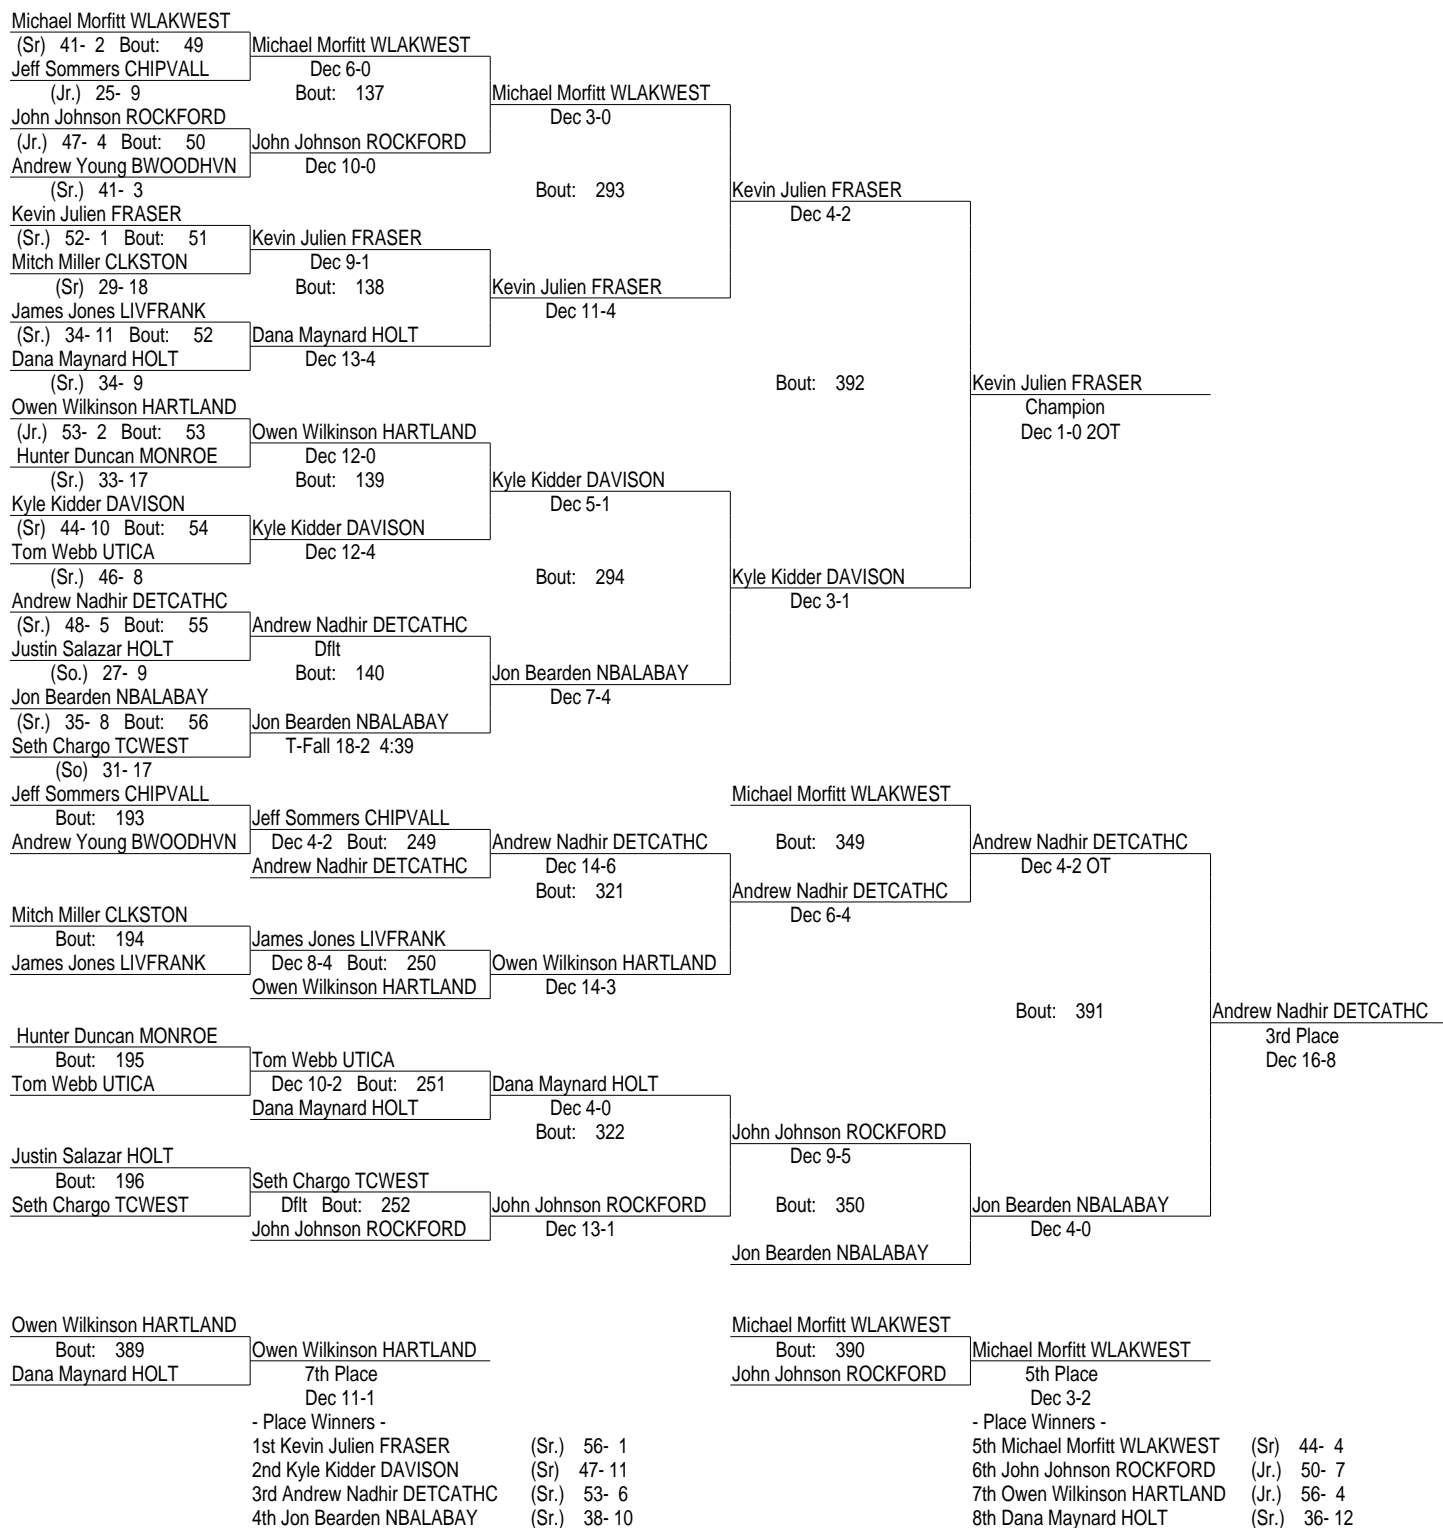 Michael Morfitt WLAKWEST
(Sr) 41- 2 Bout: 49 Michael Morfitt WLAKWEST
Jeff Sommers CHIPVALL Dec 6-0
(Jr.) 25- 9 Bout: 137 Michael Morfitt WLAKWEST
John Johnson ROCKFORD Dec 3-0
(Jr.) 47- 4 Bout: 50 John Johnson ROCKFORD
Andrew Young BWOODHVN Dec 10-0
(Sr.) 41- 3 Bout: 293 Kevin Julien FRASER
Kevin Julien FRASER Dec 4-2
(Sr.) 52- 1 Bout: 51 Kevin Julien FRASER
Mitch Miller CLKSTON Dec 9-1
(Sr) 29- 18 Bout: 138 Kevin Julien FRASER
James Jones LIVFRANK Dec 11-4
(Sr.) 34- 11 Bout: 52 Dana Maynard HOLT
Dana Maynard HOLT Dec 13-4
(Sr.) 34- 9 Bout: 392 Kevin Julien FRASER
Owen Wilkinson HARTLAND Champion
(Jr.) 53- 2 Bout: 53 Owen Wilkinson HARTLAND Dec 1-0 2OT
Hunter Duncan MONROE Dec 12-0
(Sr.) 33- 17 Bout: 139 Kyle Kidder DAVISON
Kyle Kidder DAVISON Dec 5-1
(Sr) 44- 10 Bout: 54 Kyle Kidder DAVISON
Tom Webb UTICA Dec 12-4
(Sr.) 46- 8 Bout: 294 Kyle Kidder DAVISON
Andrew Nadhir DETCATHC Dec 3-1
(Sr.) 48- 5 Bout: 55 Andrew Nadhir DETCATHC
Justin Salazar HOLT Dflt
(So.) 27- 9 Bout: 140 Jon Bearden NBALABAY
Jon Bearden NBALABAY Dec 7-4
(Sr.) 35- 8 Bout: 56 Jon Bearden NBALABAY
Seth Chargo TCWEST T-Fall 18-2 4:39
(So) 31- 17
Jeff Sommers CHIPVALL Michael Morfitt WLAKWEST
Bout: 193 Jeff Sommers CHIPVALL
Andrew Young BWOODHVN Dec 4-2 Bout: 249 Andrew Nadhir DETCATHC Bout: 349 Andrew Nadhir DETCATHC
Andrew Nadhir DETCATHC Dec 14-6 Dec 4-2 OT
Bout: 321 Andrew Nadhir DETCATHC
Mitch Miller CLKSTON Dec 6-4
Bout: 194 James Jones LIVFRANK
James Jones LIVFRANK Dec 8-4 Bout: 250 Owen Wilkinson HARTLAND
Owen Wilkinson HARTLAND Dec 14-3
Bout: 391 Andrew Nadhir DETCATHC
Hunter Duncan MONROE 3rd Place
Bout: 195 Tom Webb UTICA Dec 16-8
Tom Webb UTICA Dec 10-2 Bout: 251 Dana Maynard HOLT
Dana Maynard HOLT Dec 4-0
Bout: 322 John Johnson ROCKFORD
Justin Salazar HOLT Dec 9-5
Bout: 196 Seth Chargo TCWEST
Seth Chargo TCWEST Dflt Bout: 252 John Johnson ROCKFORD Bout: 350 Jon Bearden NBALABAY
John Johnson ROCKFORD Dec 13-1 Dec 4-0
Jon Bearden NBALABAY
Owen Wilkinson HARTLAND Michael Morfitt WLAKWEST
Bout: 389 Owen Wilkinson HARTLAND Bout: 390 Michael Morfitt WLAKWEST
Dana Maynard HOLT 7th Place John Johnson ROCKFORD 5th Place
Dec 11-1 Dec 3-2
- Place Winners - - Place Winners -
1st Kevin Julien FRASER (Sr.) 56- 1 5th Michael Morfitt WLAKWEST (Sr) 44- 4
2nd Kyle Kidder DAVISON (Sr) 47- 11 6th John Johnson ROCKFORD (Jr.) 50- 7
3rd Andrew Nadhir DETCATHC (Sr.) 53- 6 7th Owen Wilkinson HARTLAND (Jr.) 56- 4
4th Jon Bearden NBALABAY (Sr.) 38- 10 8th Dana Maynard HOLT (Sr.) 36- 12